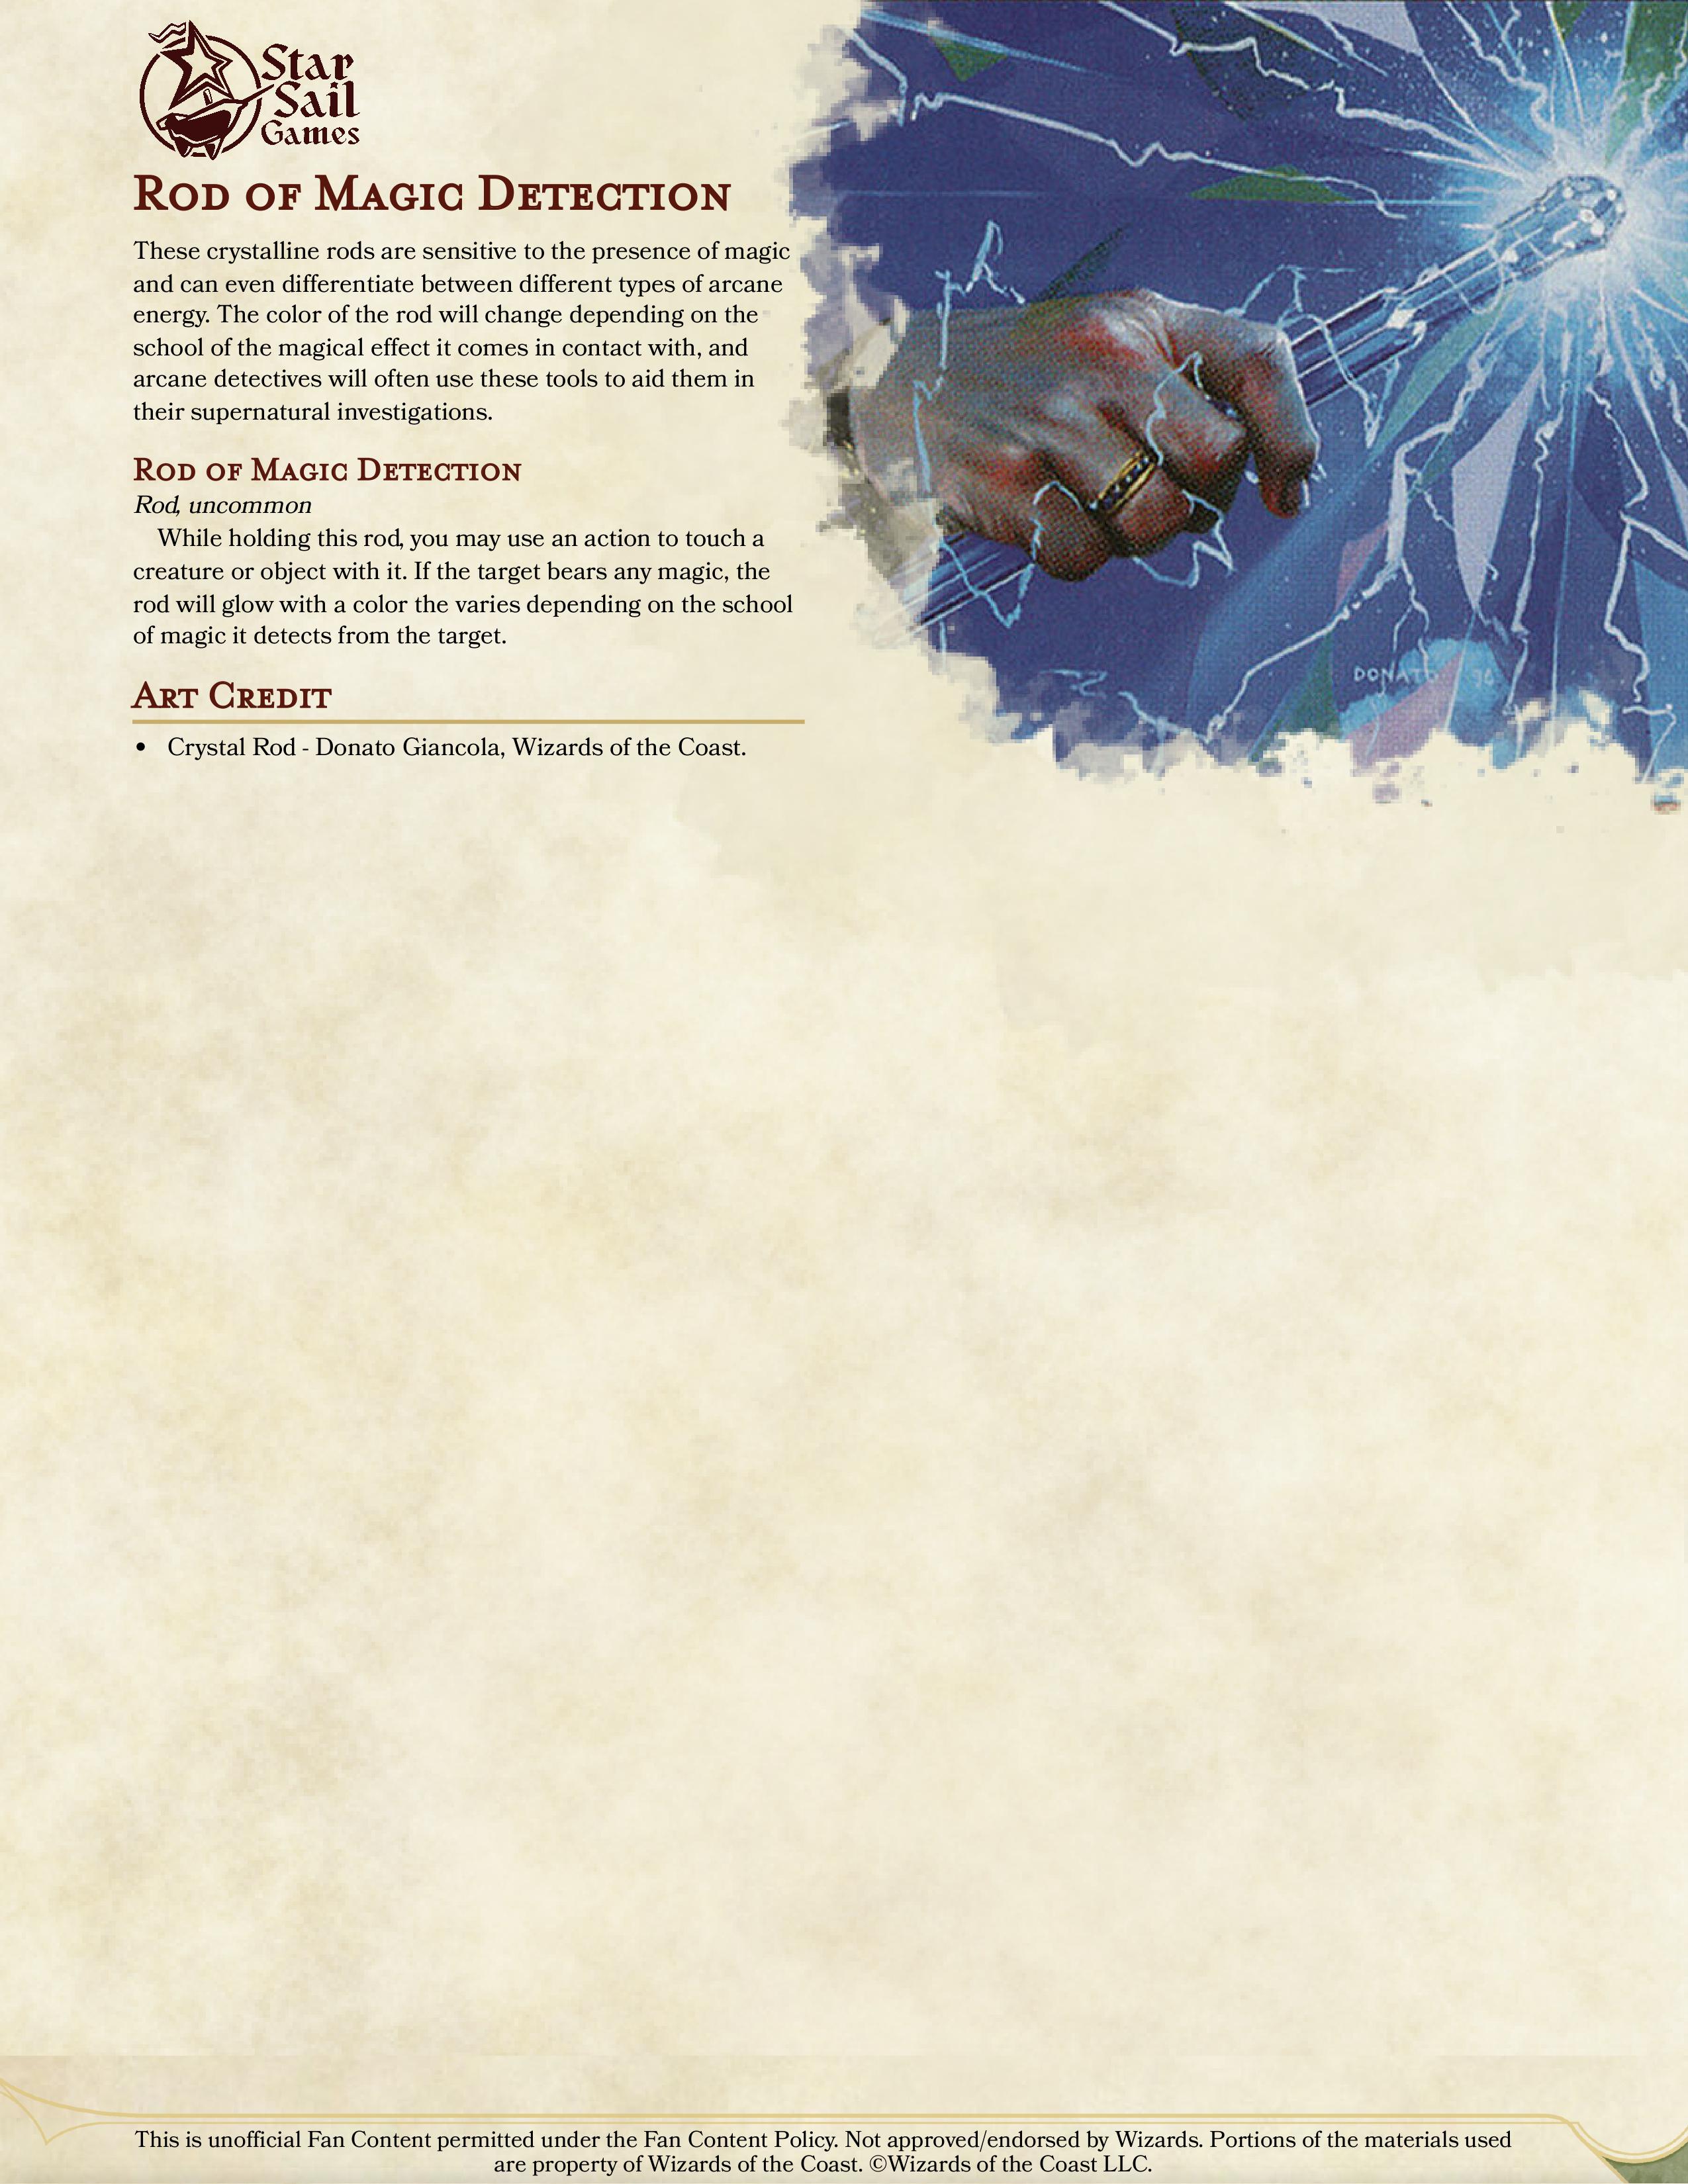 Star
Sail
Games
Rod of Magic Detection
These crystalline rods are sensitive to the presence of magic
and can even differentiate between different types of arcane
energy. The color of the rod will change depending on the
school of the magical effect it comes in contact with, and
arcane detectives will often use these tools to aid them in
their supernatural investigations.
Rod of Magic Detection
Rod, uncommon
While holding this rod, you may use an action to touch a
creature or object with it. If the target bears any magic, the
rod will glow with a color the varies depending on the school
of magic it detects from the target.
DONATO 96
Art Credit
• Crystal Rod - Donato Giancola, Wizards of the Coast.
This is unofficial Fan Content permitted under the Fan Content Policy. Not approved/endorsed by Wizards. Portions of the materials used
are property of Wizards of the Coast. ©Wizards of the Coast LLC.